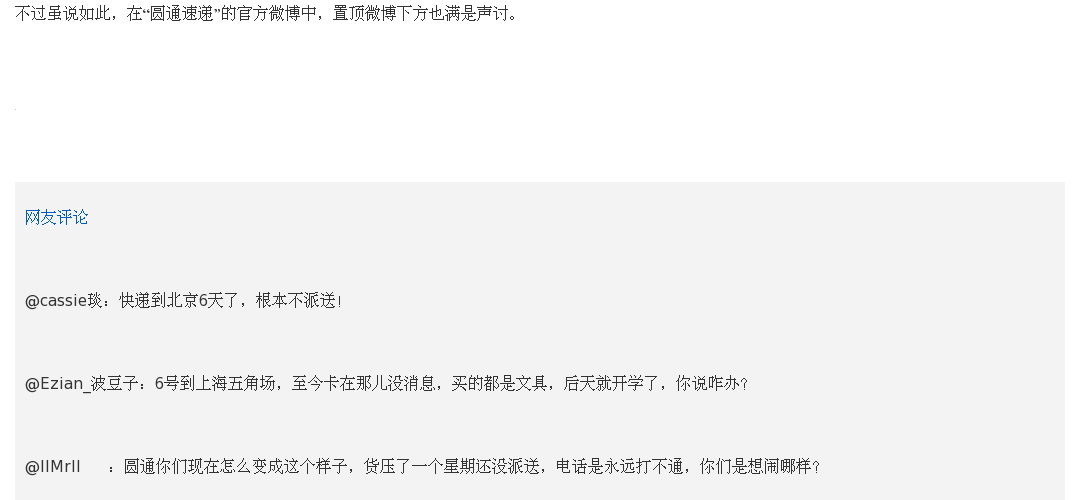 不过虽说如此，在“圆通速递”的官方微博中，置顶微博下方也满是声讨。
网友评论
@cassie琰：快递到北京6天了，根本不派送！
@Ezian_波豆子：6号到上海五角场，至今卡在那儿没消息，买的都是文具，后天就开学了，你说咋办？
@IIMrII ：圆通你们现在怎么变成这个样子，货压了一个星期还没派送，电话是永远打不通，你们是想闹哪样？